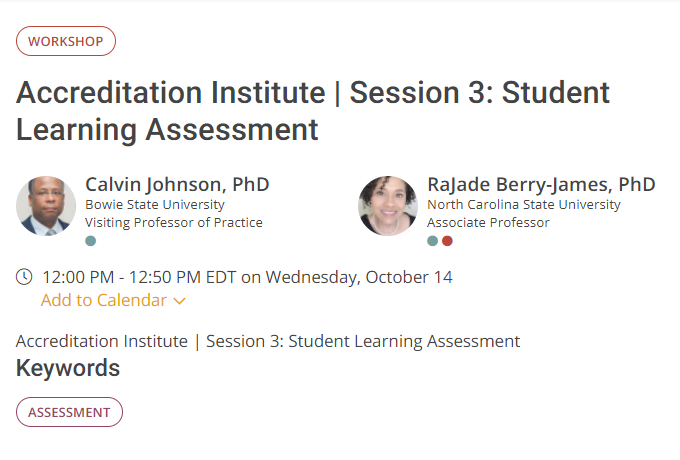 WORKSHOP
Accreditation Institute | Session 3: Student
Learning Assessment
Calvin Johnson, PhD
Bowie State University
Visiting Professor of Practice
RaJade Berry-James, PhD
North Carolina State University
Associate Professor
12:00 PM - 12:50 PM EDT on Wednesday, October 14
Add to Calendar
Accreditation Institute | Session 3: Student Learning Assessment
Keywords
ASSESSMENT